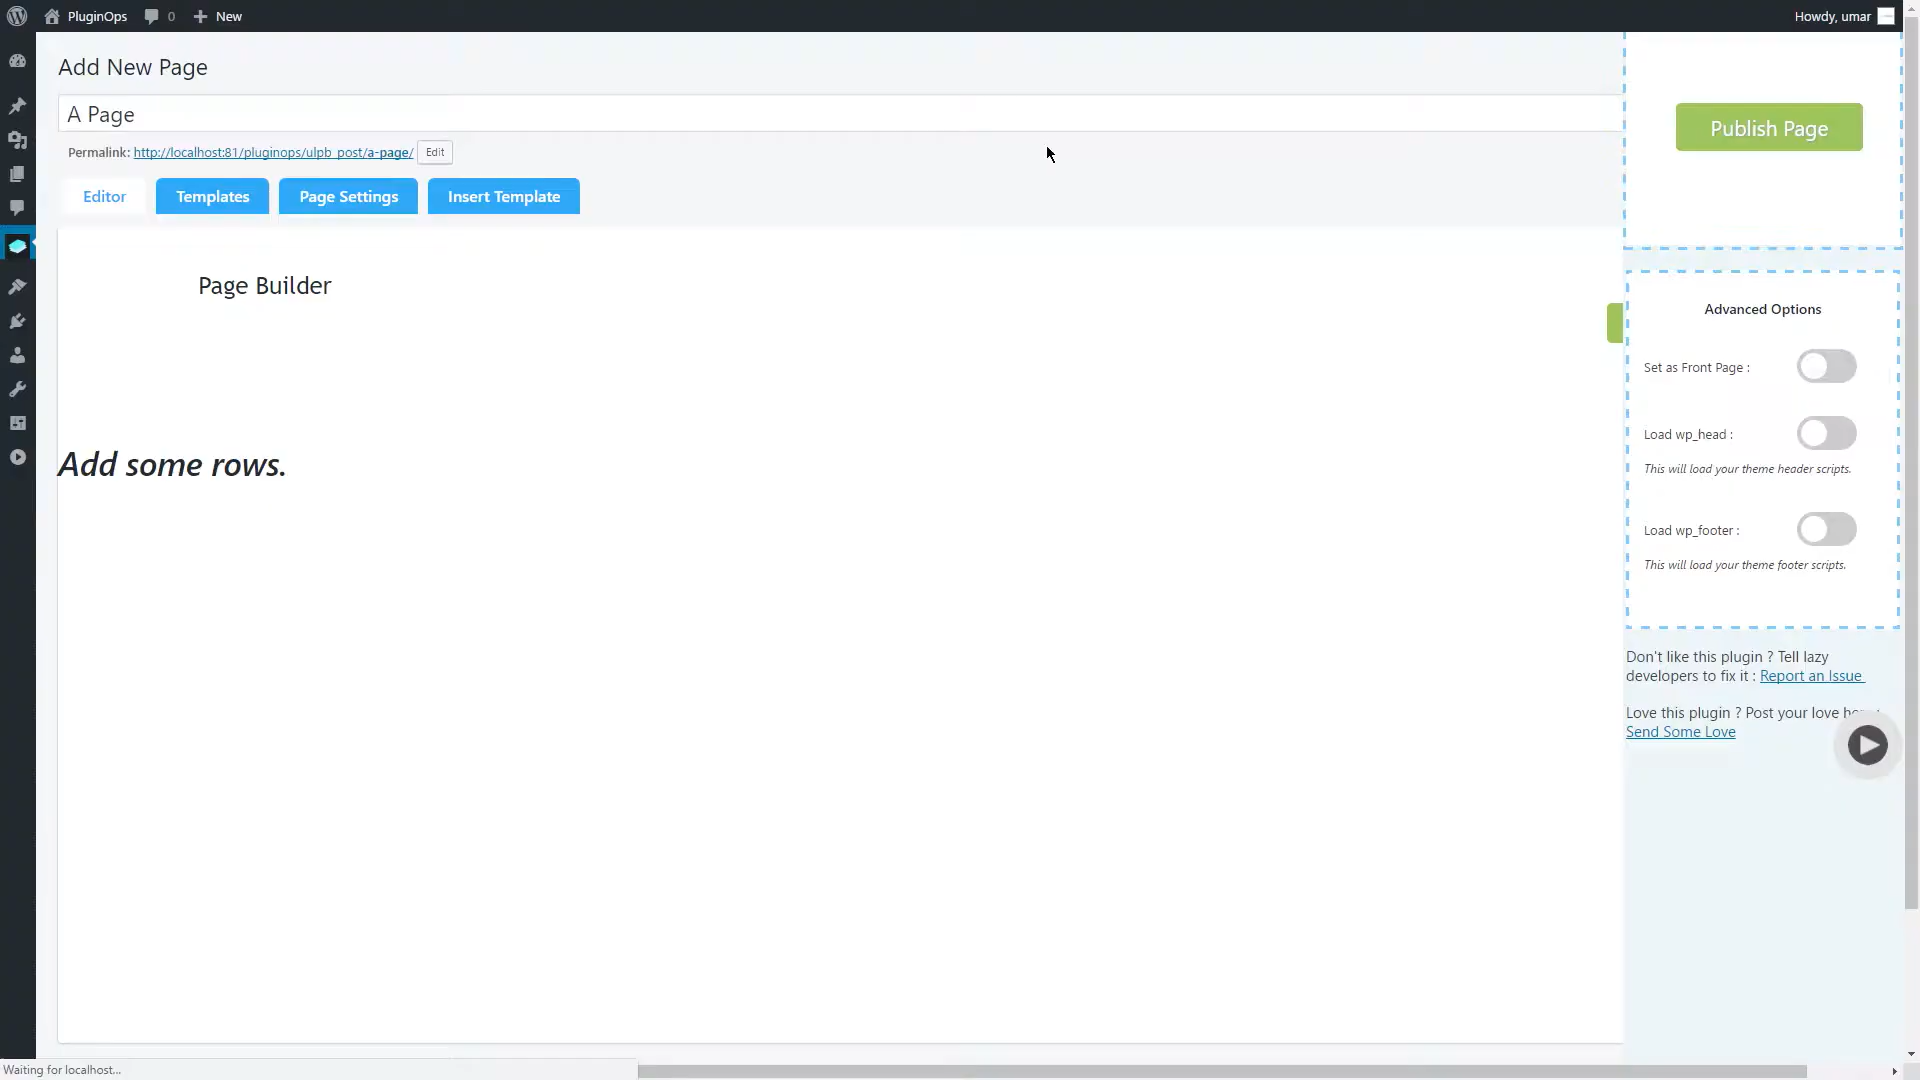 PluginOps 0 New Howdy, umar
Add New Page
A Page
Permalink: http://localhost:81/pluginops/ulpb_post/a-page/ Edit
Editor Templates Page Settings Insert Template
Page Builder
Add some rows.
Publish Page
Advanced Options
Set as Front Page :
Load wp_head :
This will load your theme header scripts.
Load wp_footer :
This will load your theme footer scripts.
Don't like this plugin ? Tell lazy
developers to fix it : Report an Issue
Love this plugin ? Post your love
Send Some Love
Waiting for localhost...